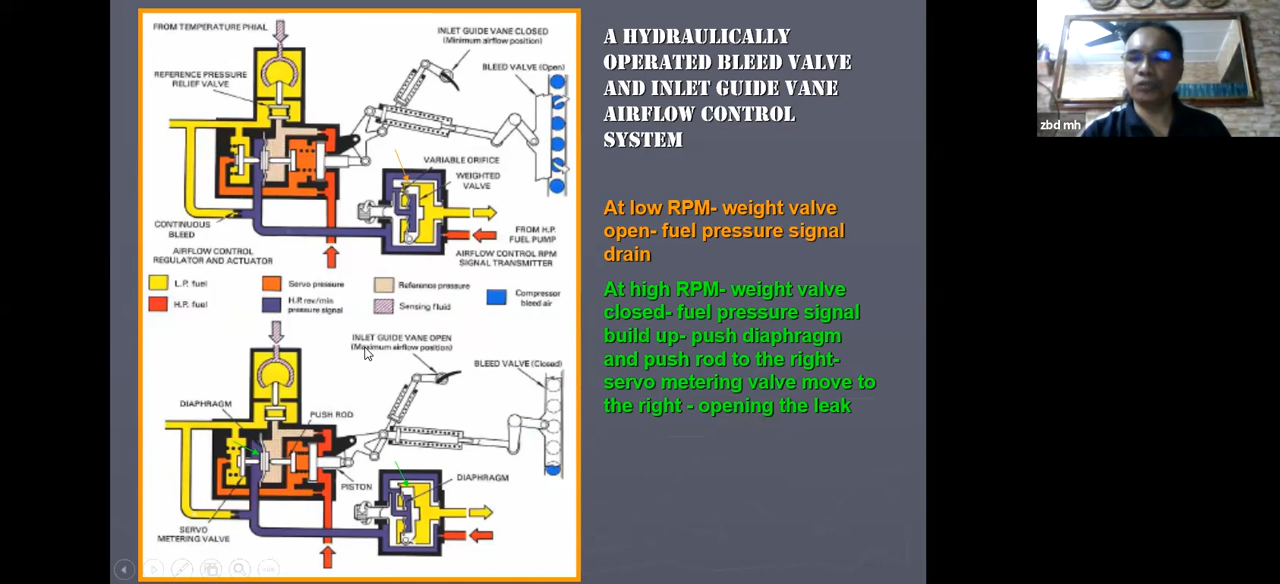 FROM TEMPERATURE PHIAL
INLET GUIDE VANE CLOSED
(Minimum airflow position)
REFERENCE PRESSURE
RELIEF VALVE
BLEED VALVE (Open)
VARIABLE ORIFICE
WEIGHTED
VALVE
CONTINUOUS
BLEED
FROM H.P.
FUEL PUMP
AIRFLOW CONTROL
REGULATOR AND ACTUATOR
AIRFLOW CONTROL RPM
SIGNAL TRANSMITTER
L.P. fuel
Servo pressure
Reference pressure
Compressor
bleed air
H.P. fuel
H.P. rev/min
pressure signal
Sensing fluid
INLET GUIDE VANE OPEN
(Maximum airflow position)
BLEED VALVE (Closed)
DIAPHRAGM
PUSH ROD
PISTON
DIAPHRAGM
SERVO
METERING VALVE
A HYDRAULICALLY
OPERATED BLEED VALVE
AND INLET GUIDE VANE
AIRFLOW CONTROL
SYSTEM
At low RPM- weight valve
open- fuel pressure signal
drain
At high RPM- weight valve
closed- fuel pressure signal
build up- push diaphragm
and push rod to the right-
servo metering valve move to
the right - opening the leak
zbd mh